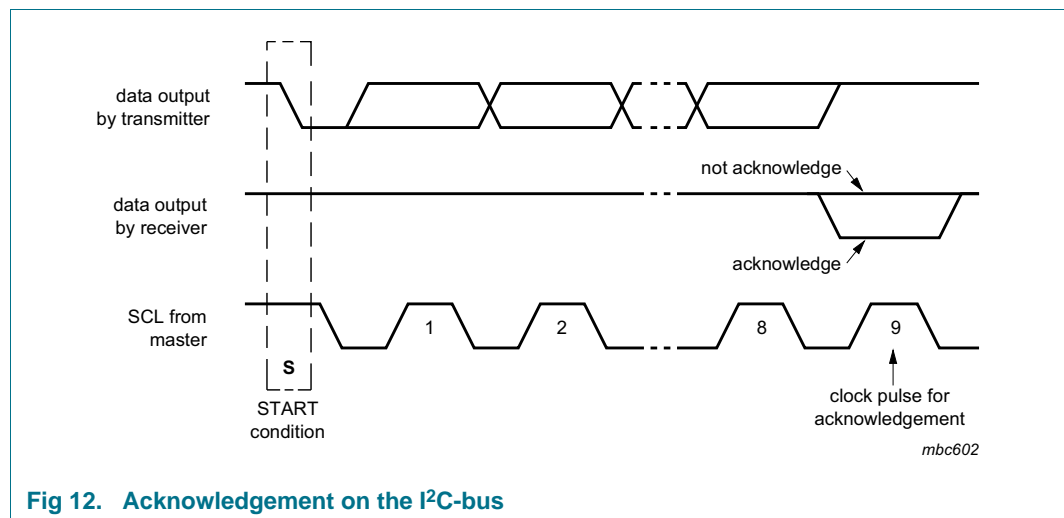 data output
by transmitter
not acknowledge
data output
by receiver
acknowledge
SCL from
master
1
2
8
9
S
START
condition
clock pulse for
acknowledgement
mbc602
Fig 12. Acknowledgement on the I²C-bus